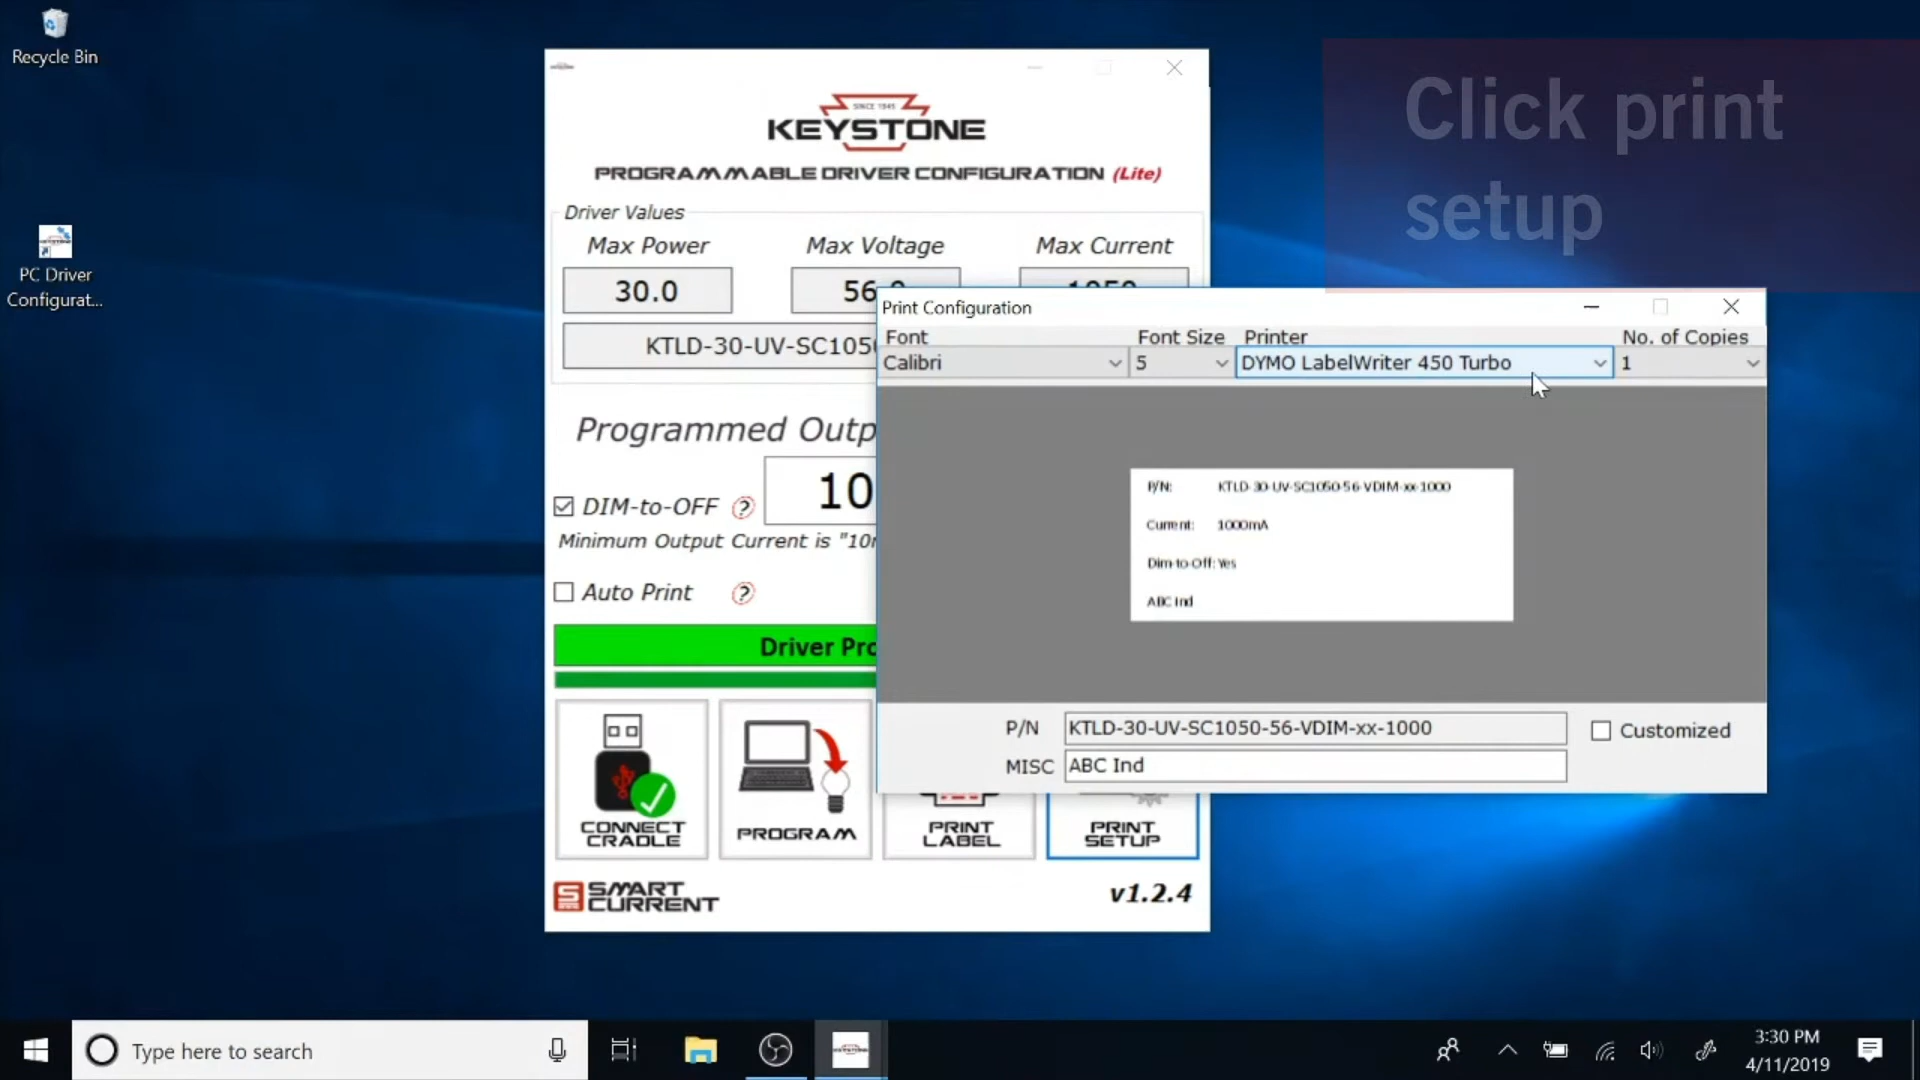 Recycle Bin
PC Driver
Configurat...
Click print
setup
SINCE 1945
KEYSTONE
PROGRAMMABLE DRIVER CONFIGURATION (Lite)
Driver Values
Max Power
Max Voltage
Max Current
30.0
56.0
1050
KTLD-30-UV-SC1050
Programmed Outp
10
DIM-to-OFF
?
Minimum Output Current is "10
Auto Print
?
Driver Pro
CONNECT
CRADLE
PROGRAM
PRINT
LABEL
PRINT
SETUP
SMART
CURRENT
v1.2.4
Print Configuration
Font
Font Size
Printer
No. of Copies
Calibri
5
DYMO LabelWriter 450 Turbo
1
P/N: KTLD-30-UV-SC1050-56-VDIM-xx-1000
Current: 1000mA
Dim-to-Off: Yes
ABC Ind
P/N
KTLD-30-UV-SC1050-56-VDIM-xx-1000
Customized
MISC
ABC Ind
Type here to search
KEYSTONE
3:30 PM
4/11/2019